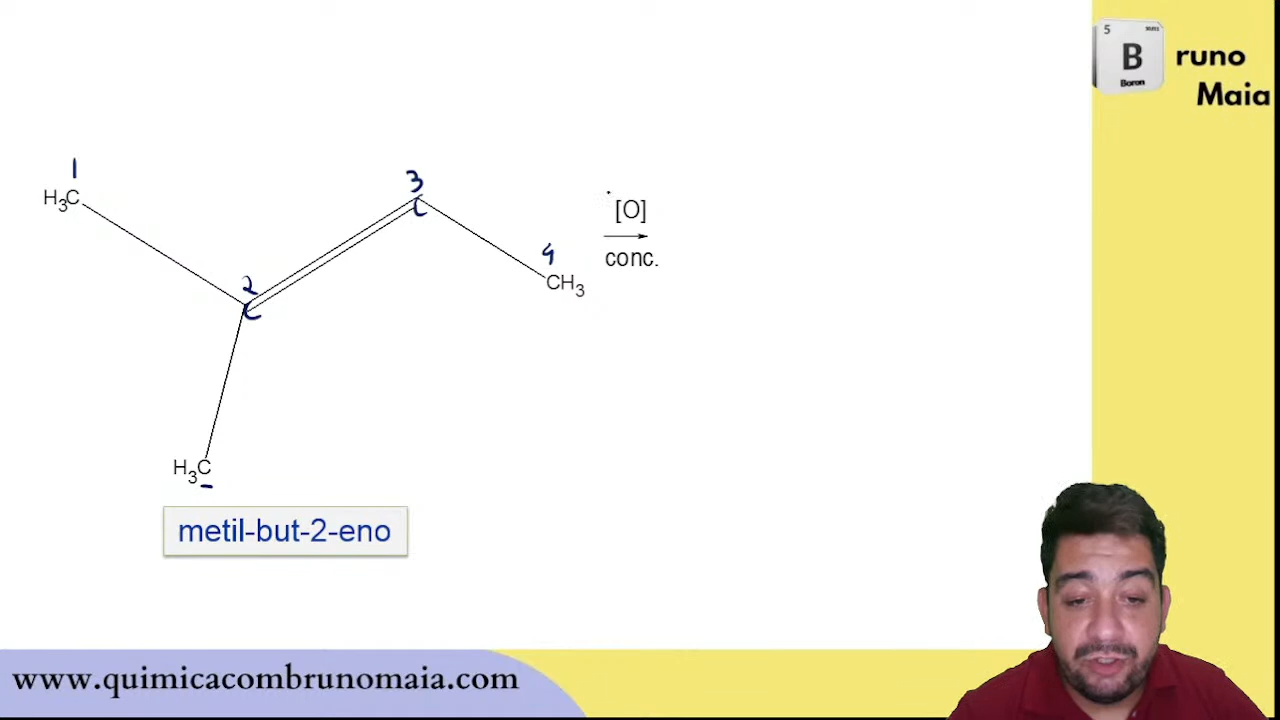 5
B
Boron
runo
Maia
1
H3C
2
C
3
C
4
CH3
[O]
conc.
H3C
metil-but-2-eno
www.quimicacombrunomaia.com